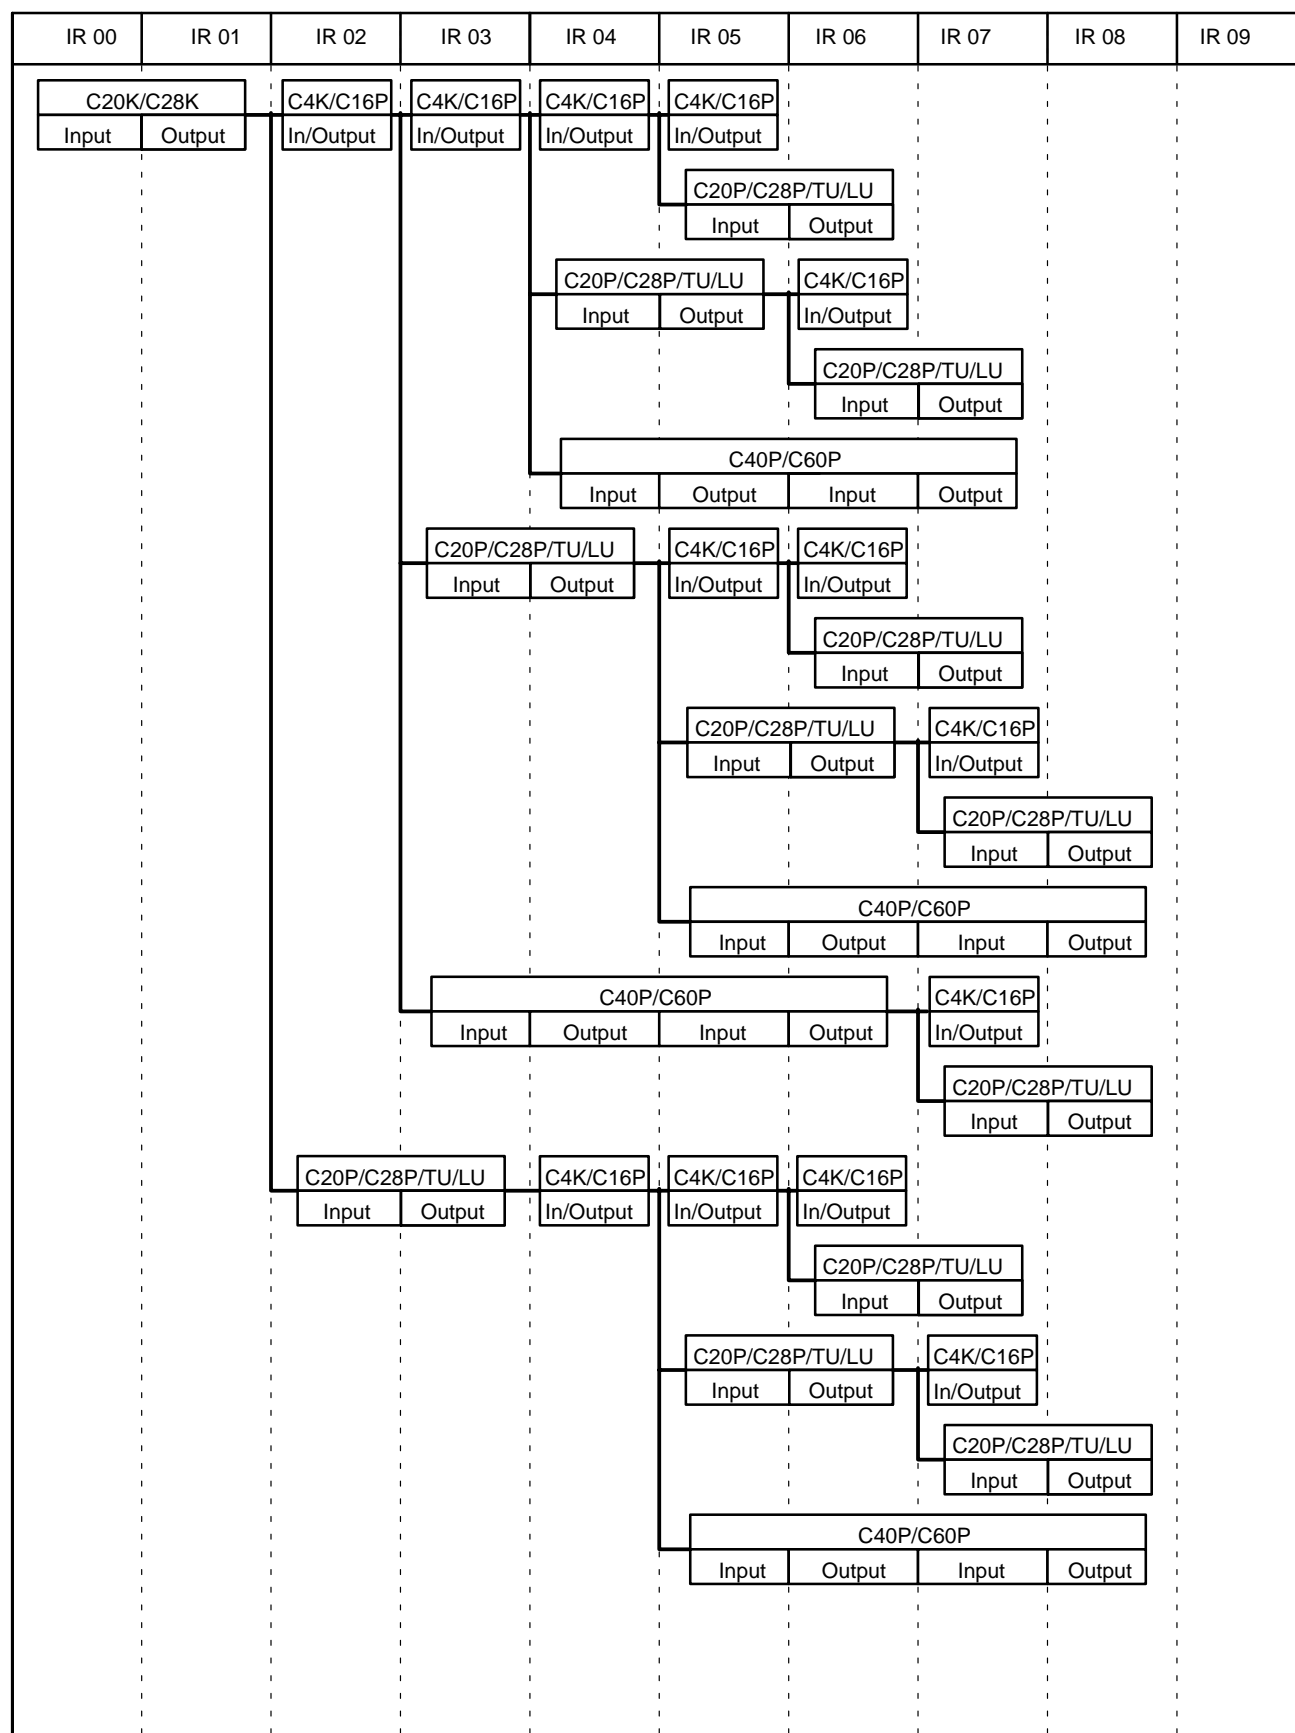 IR 00 IR 01 IR 02 IR 03 IR 04 IR 05 IR 06 IR 07 IR 08 IR 09
C20K/C28K C4K/C16P C4K/C16P C4K/C16P C4K/C16P
Input Output In/Output In/Output In/Output In/Output
C20P/C28P/TU/LU
Input Output
C20P/C28P/TU/LU C4K/C16P
Input Output In/Output
C20P/C28P/TU/LU
Input Output
C40P/C60P
Input Output Input Output
C20P/C28P/TU/LU C4K/C16P C4K/C16P
Input Output In/Output In/Output
C20P/C28P/TU/LU
Input Output
C20P/C28P/TU/LU C4K/C16P
Input Output In/Output
C20P/C28P/TU/LU
Input Output
C40P/C60P
Input Output Input Output
C40P/C60P C4K/C16P
Input Output Input Output In/Output
C20P/C28P/TU/LU
Input Output
C20P/C28P/TU/LU C4K/C16P C4K/C16P C4K/C16P
Input Output In/Output In/Output In/Output
C20P/C28P/TU/LU
Input Output
C20P/C28P/TU/LU C4K/C16P
Input Output In/Output
C20P/C28P/TU/LU
Input Output
C40P/C60P
Input Output Input Output